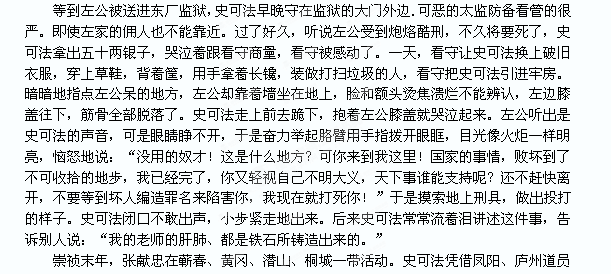 等到左公被送进东厂监狱，史可法早晚守在监狱的大门外边.可恶的太监防备看管的很
严。即使左家的佣人也不能靠近。过了好久，听说左公受到炮烙酷刑，不久将要死了，史
可法拿出五十两银子，哭泣着跟看守商量，看守被感动了。一天，看守让史可法换上破旧
衣服，穿上草鞋，背着筐，用手拿着长镵，装做打扫垃圾的人，看守把史可法引进牢房。
暗暗地指点左公呆的地方，左公却靠着墙坐在地上，脸和额头烫焦溃烂不能辨认，左边膝
盖往下，筋骨全部脱落了。史可法走上前去跪下，抱着左公膝盖就哭泣起来。左公听出是
史可法的声音，可是眼睛睁不开，于是奋力举起胳臂用手指拨开眼眶，目光像火炬一样明
亮，恼怒地说：“没用的奴才！这是什么地方？可你来到我这里！国家的事情，败坏到了
不可收拾的地步，我已经完了，你又轻视自己不明大义，天下事谁能支持呢？还不赶快离
开，不要等到坏人编造罪名来陷害你，我现在就打死你！”于是摸索地上刑具，做出投打
的样子。史可法闭口不敢出声，小步紧走地出来。后来史可法常常流着泪讲述这件事，告
诉别人说：“我的老师的肝肺、都是铁石所铸造出来的。”
崇祯末年，张献忠在蕲春、黄冈、潜山、桐城一带活动。史可法凭借凤阳、庐州道员